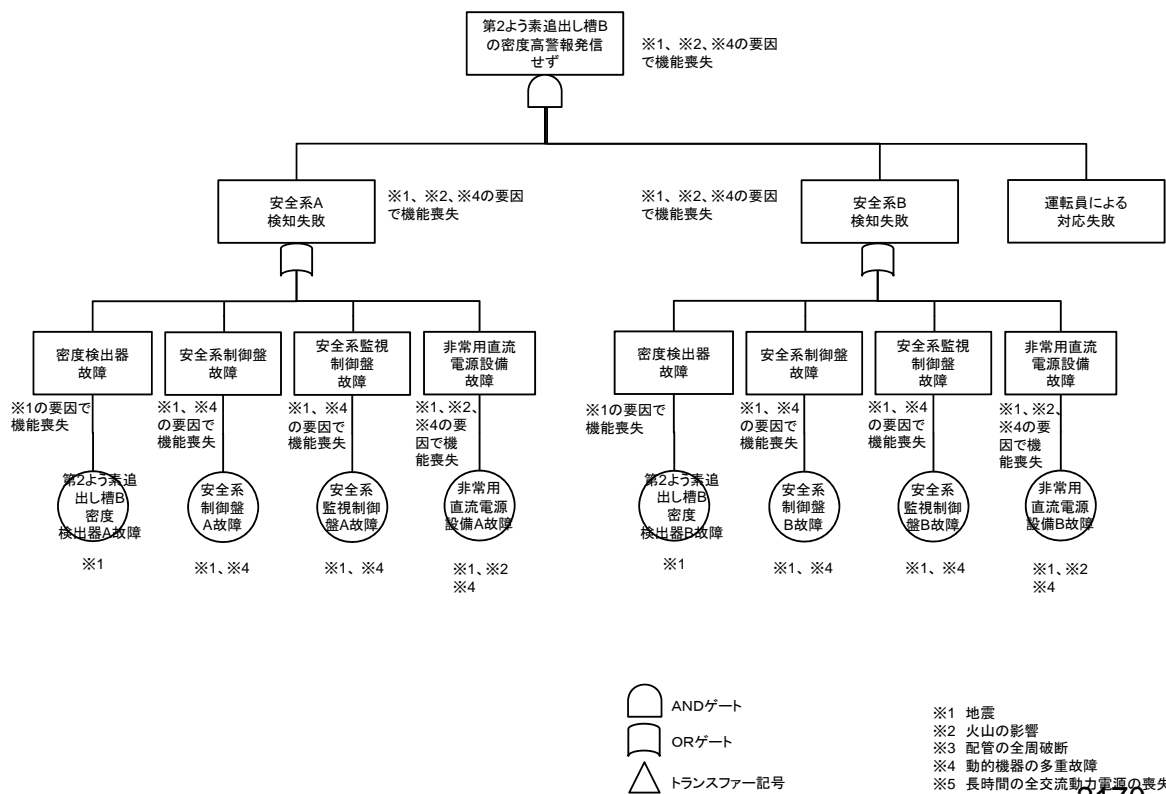 第2よう素追出し槽B
の密度高警報発信
せず
※1、※2、※4の要因
で機能喪失
安全系A
検知失敗
※1、※2、※4の要因
で機能喪失
※1、※2、※4の要因
で機能喪失
安全系B
検知失敗
運転員による
対応失敗
密度検出器
故障
安全系制御盤
故障
安全系監視
制御盤
故障
非常用直流
電源設備
故障
密度検出器
故障
安全系制御盤
故障
安全系監視
制御盤
故障
非常用直流
電源設備
故障
※1の要因で
機能喪失
※1、※4
の要因で
機能喪失
※1、※4
の要因で
機能喪失
※1、※2、
※4の要
因で機
能喪失
※1の要因で
機能喪失
※1、※4
の要因で
機能喪失
※1、※4
の要因で
機能喪失
※1、※2、
※4の要
因で機
能喪失
第2よう素追
出し槽B
密度
検出器A故障
安全系
制御盤
A故障
安全系
監視制御
盤A故障
非常用
直流電源
設備A故障
第2よう素追
出し槽B
密度
検出器B故障
安全系
制御盤
B故障
安全系
監視制御
盤B故障
非常用
直流電源
設備B故障
※1
※1、※4
※1、※4
※1、※2
※4
※1
※1、※4
※1、※4
※1、※2
※4
ANDゲート
ORゲート
トランスファー記号
※1 地震
※2 火山の影響
※3 配管の全周破断
※4 動的機器の多重故障
※5 長時間の全交流動力電源の喪失